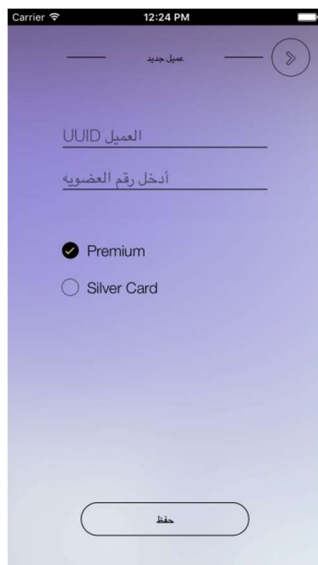 Carrier 12:24 PM
عميل جديد
العميل UUID
أدخل رقم العضويه
Premium
Silver Card
حفظ